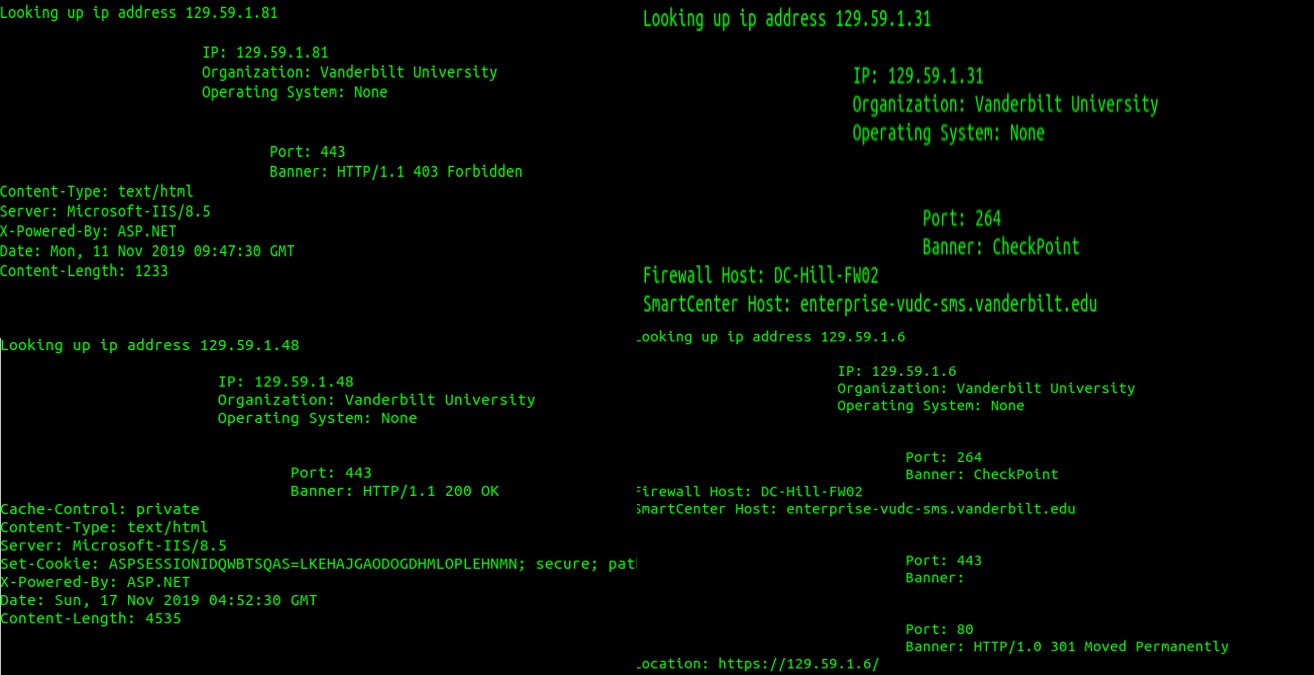 Looking up ip address 129.59.1.81
IP: 129.59.1.81
Organization: Vanderbilt University
Operating System: None
Port: 443
Banner: HTTP/1.1 403 Forbidden
Content-Type: text/html
Server: Microsoft-IIS/8.5
X-Powered-By: ASP.NET
Date: Mon, 11 Nov 2019 09:47:30 GMT
Content-Length: 1233
Looking up ip address 129.59.1.31
IP: 129.59.1.31
Organization: Vanderbilt University
Operating System: None
Port: 264
Banner: CheckPoint
Firewall Host: DC-Hill-FW02
SmartCenter Host: enterprise-vudc-sms.vanderbilt.edu
Looking up ip address 129.59.1.48
IP: 129.59.1.48
Organization: Vanderbilt University
Operating System: None
Port: 443
Banner: HTTP/1.1 200 OK
Cache-Control: private
Content-Type: text/html
Server: Microsoft-IIS/8.5
Set-Cookie: ASPSESSIONIDQWBTSQAS=LKEHAJGAODOGDHMLOPLEHNMN; secure; pat
X-Powered-By: ASP.NET
Date: Sun, 17 Nov 2019 04:52:30 GMT
Content-Length: 4535
Looking up ip address 129.59.1.6
IP: 129.59.1.6
Organization: Vanderbilt University
Operating System: None
Port: 264
Banner: CheckPoint
Firewall Host: DC-Hill-FW02
SmartCenter Host: enterprise-vudc-sms.vanderbilt.edu
Port: 443
Banner:
Port: 80
Banner: HTTP/1.0 301 Moved Permanently
Location: https://129.59.1.6/